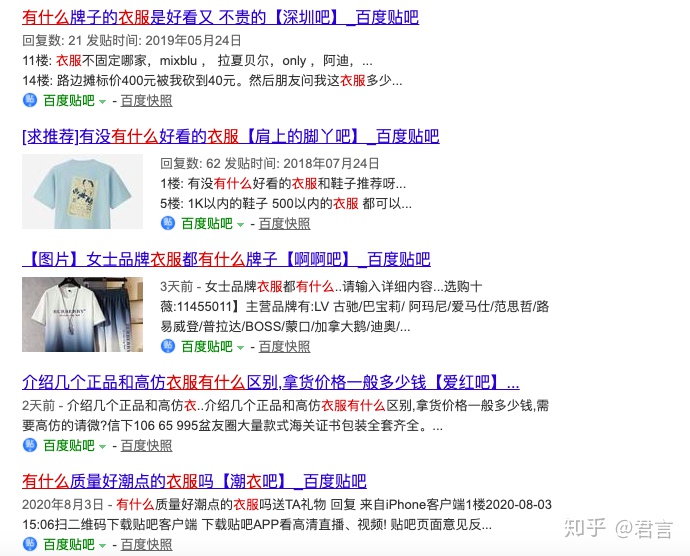 有什么牌子的衣服是好看又 不贵的【深圳吧】_百度贴吧
回复数: 21 发贴时间: 2019年05月24日
11楼: 衣服不固定哪家，mixblu ， 拉夏贝尔，only ，阿迪，...
14楼: 路边摊标价400元被我砍到40元。然后朋友问我这衣服多少...
百度贴吧 - 百度快照
[求推荐]有没有什么好看的衣服【肩上的脚丫吧】_百度贴吧
回复数: 62 发贴时间: 2018年07月24日
1楼: 有没有什么好看的衣服和鞋子推荐呀...
5楼: 1K以内的鞋子 500以内的衣服 都可以...
百度贴吧 - 百度快照
【图片】女士品牌衣服都有什么牌子【啊啊吧】_百度贴吧
3天前 - 女士品牌衣服都有什么..请输入详细内容...选购十
薇:11455011】主营品牌有:LV 古驰/巴宝莉/ 阿玛尼/爱马仕/范思哲/路
易威登/普拉达/BOSS/蒙口/加拿大鹅/迪奥/...
BURBERRY
百度贴吧 - 百度快照
介绍几个正品和高仿衣服有什么区别,拿货价格一般多少钱【爱红吧】...
2天前 - 介绍几个正品和高仿衣..介绍几个正品和高仿衣服有什么区别,拿货价格一般多少钱,需
要高仿的请微?信下106 65 995盆友圈大量款式海关证书包装全套齐全。...
百度贴吧 - 百度快照
有什么质量好潮点的衣服吗【潮衣吧】_百度贴吧
2020年8月3日 - 有什么质量好潮点的衣服吗送TA礼物 回复 来自iPhone客户端1楼2020-08-03
15:06扫二维码下载贴吧客户端 下载贴吧APP看高清直播、视频! 贴吧页面意见反...
百度贴吧 - 百度快照
知乎 @君言